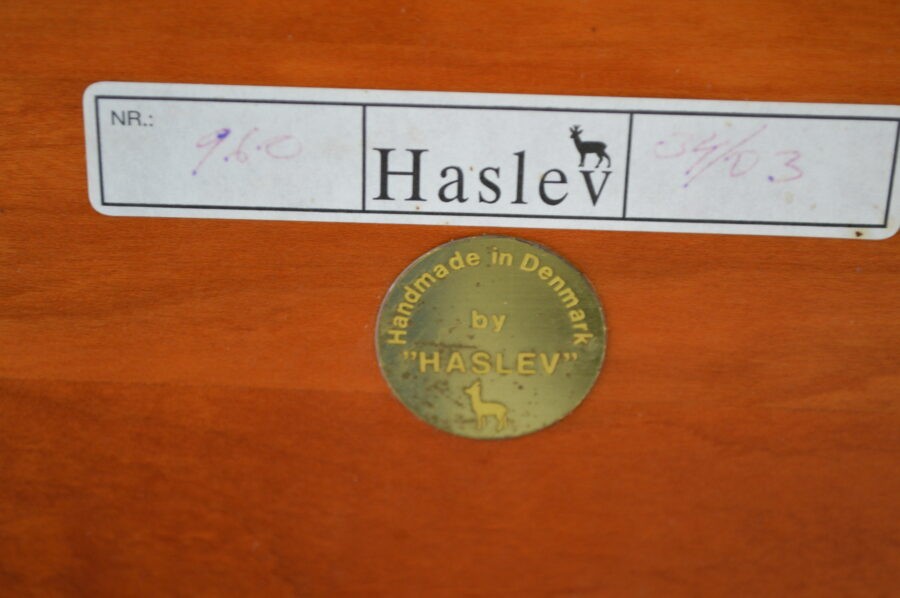 NR.: 960
Haslev
04/03
Handmade in Denmark
by
”HASLEV”